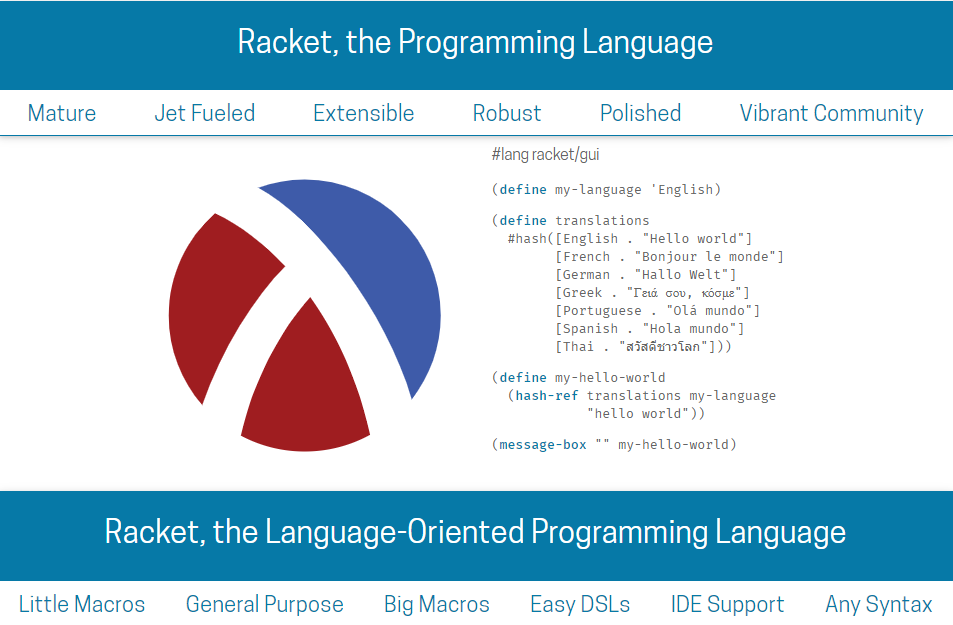 Racket, the Programming Language
Mature Jet Fueled Extensible Robust Polished Vibrant Community
#lang racket/gui
(define my-language 'English)
(define translations
#hash([English . "Hello world"]
[French . "Bonjour le monde"]
[German . "Hallo Welt"]
[Greek . "Γειά σου, κόσμε"]
[Portuguese . "Olá mundo"]
[Spanish . "Hola mundo"]
[Thai . "สวัสดีชาวโลก"]))
(define my-hello-world
(hash-ref translations my-language
"hello world"))
(message-box "" my-hello-world)
Racket, the Language-Oriented Programming Language
Little Macros General Purpose Big Macros Easy DSLs IDE Support Any Syntax